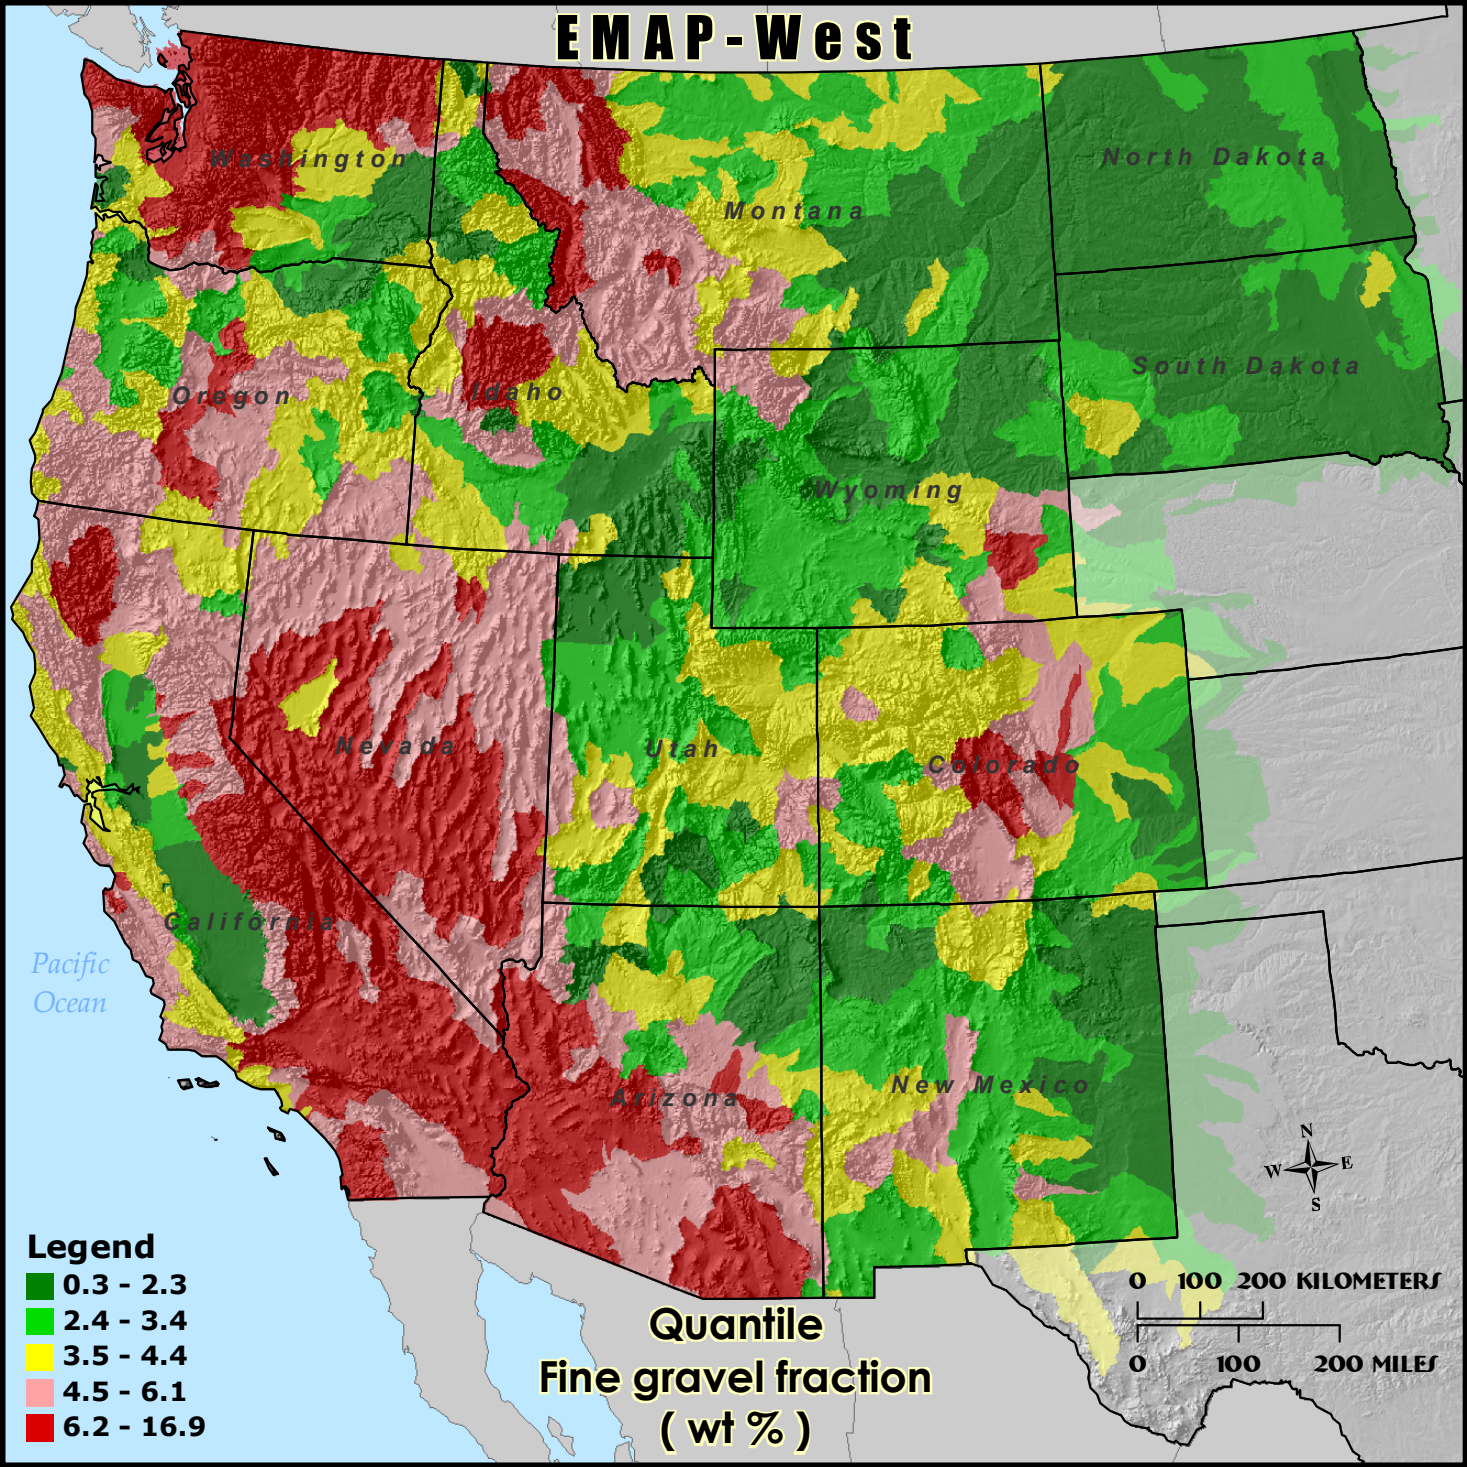 EMAP-West
Washington
North Dakota
Montana
South Dakota
Oregon
Idaho
Wyoming
Nevada
Utah
Colorado
California
Pacific
Ocean
New Mexico
Arizona
N
W E
S
Legend
0.3 - 2.3
2.4 - 3.4
3.5 - 4.4
4.5 - 6.1
6.2 - 16.9
Quantile
Fine gravel fraction
( wt % )
0 100 200 KILOMETERS
0 100 200 MILES